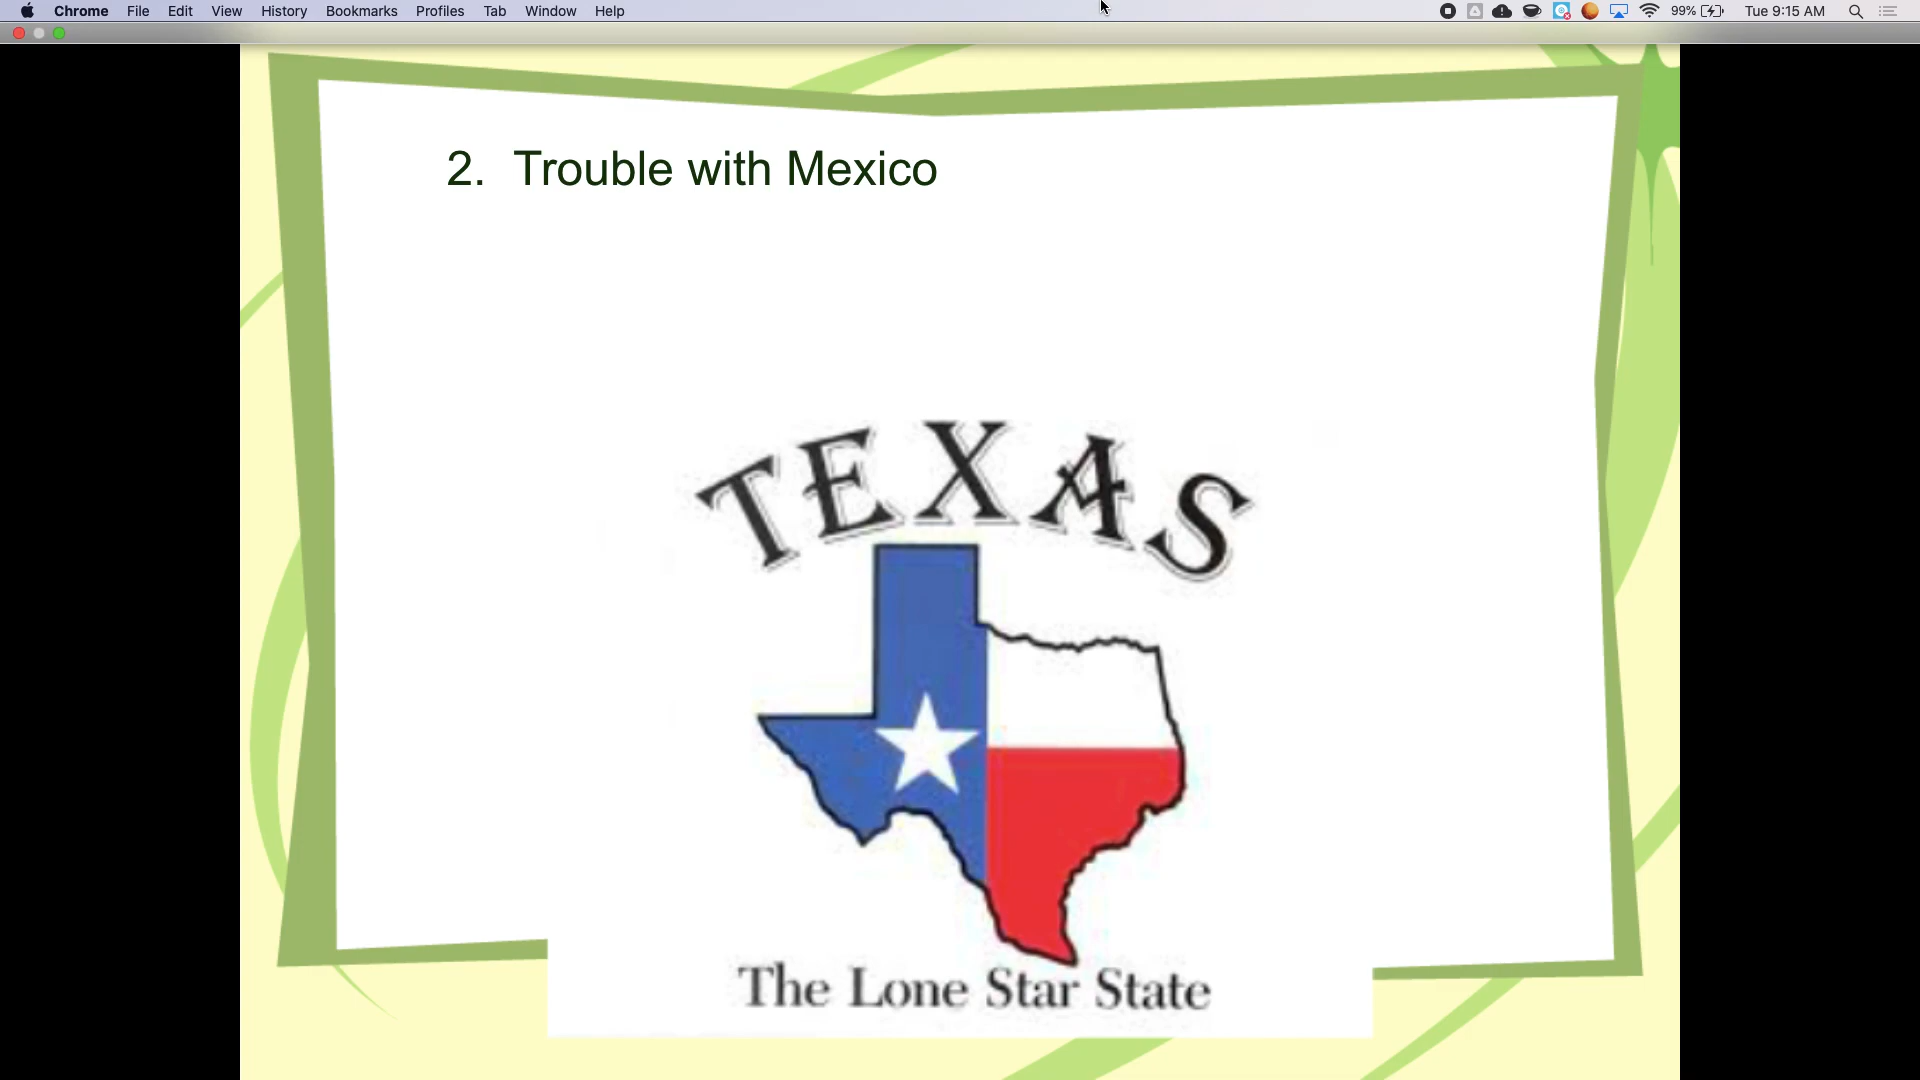 Chrome File Edit View History Bookmarks Profiles Tab Window Help 99% Tue 9:15 AM
2. Trouble with Mexico
TEXAS
The Lone Star State